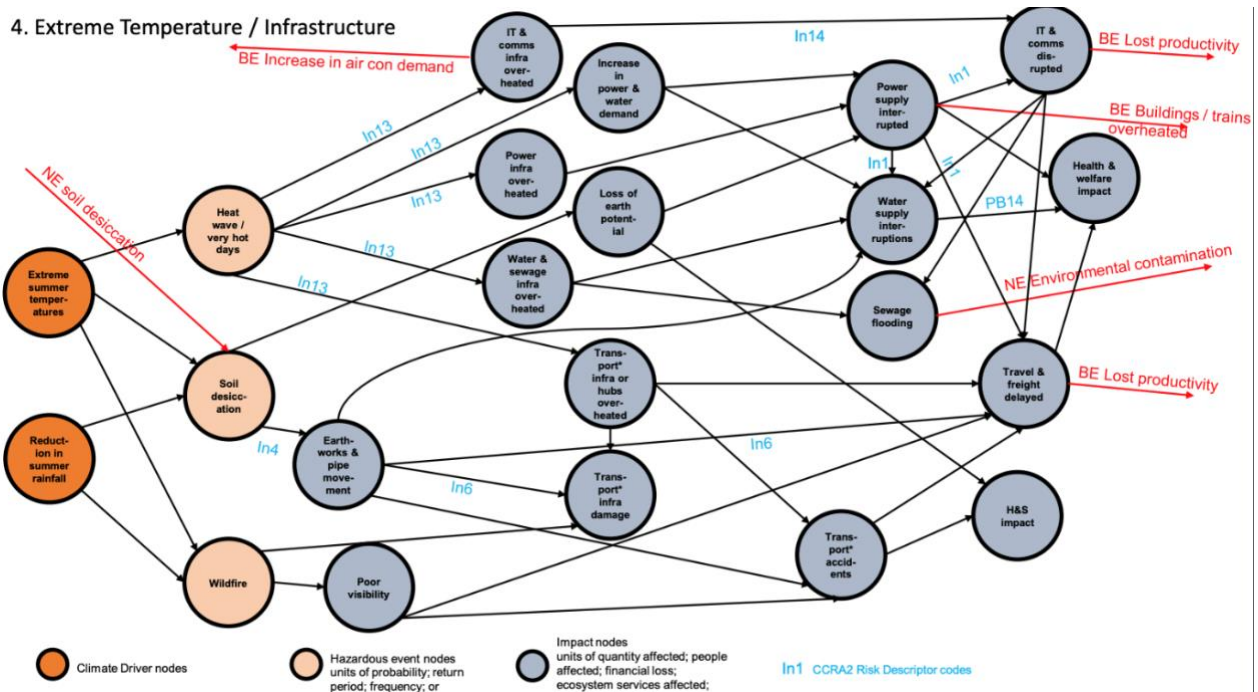 4. Extreme Temperature / Infrastructure
IT &
comms
infra
over-
heated
In14
IT &
comms
dis-
rupted
BE Lost productivity
BE Increase in air con demand
Increase
in
power &
water
demand
Power
supply
inter-
rupted
In1
BE Buildings / trains
overheated
In13
In13
Power
infra
over-
heated
In1
In1
Health &
welfare
impact
NE soil desiccation
Heat
wave /
very hot
days
In13
Loss of
earth
potent-
ial
Water
supply
inter-
ruptions
PB14
In13
Extreme
summer
temper-
atures
In13
Water &
sewage
infra
over-
heated
Sewage
flooding
NE Environmental contamination
Soil
desicc-
ation
Trans-
port*
infra or
hubs
over-
heated
Travel &
freight
delayed
BE Lost productivity
Reduct-
ion in
summer
rainfall
In4
Earth-
works &
pipe
move-
ment
In6
In6
Trans-
port*
infra
damage
H&S
impact
Wildfire
Poor
visibility
Trans-
port*
accid-
ents
Climate Driver nodes
Hazardous event nodes
units of probability; return
period; frequency; or
Impact nodes
units of quantity affected; people
affected; financial loss;
ecosystem services affected;
In1 CCRA2 Risk Descriptor codes